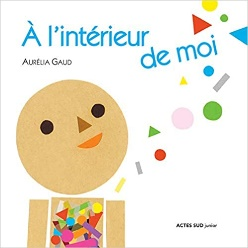 À l'intérieur
de moi
AURÉLIA GAUD
ACTES SUD junior